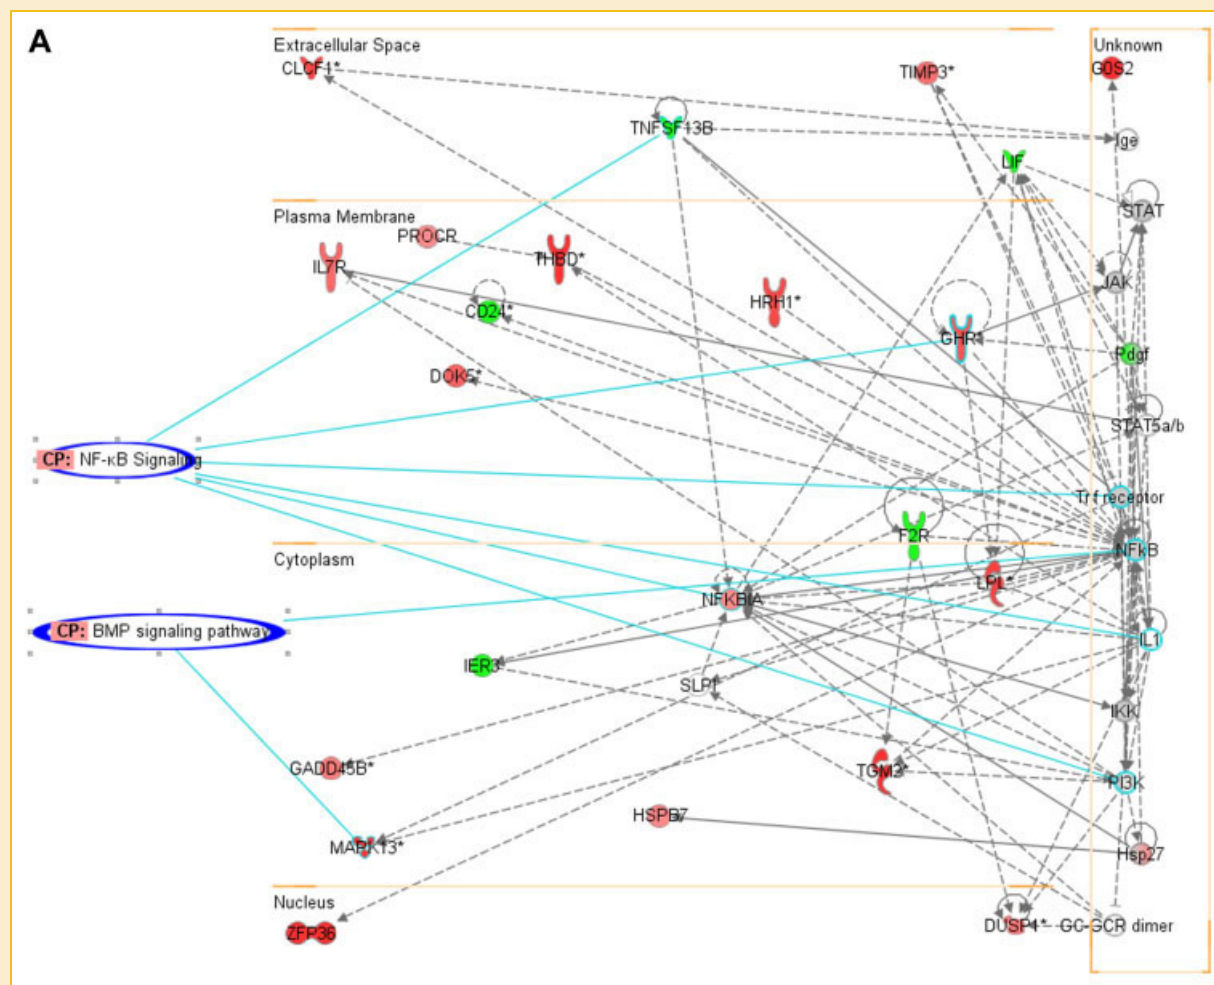 A
Extracellular Space
Unknown
CLCF1*
TIMP3*
G0S2
TNFSF13B
Ige
LIF
STAT
Plasma Membrane
PROCR
THBD*
IL7R
JAK
HRH1*
CD24*
GHR*
Pdgf
DOK5*
STAT5a/b
CP: NF-κB Signaling
Tnf receptor
F2R
NFkB
Cytoplasm
LPL*
NFKBIA
CP: BMP signaling pathway
IL1
IER3
SLPI
IKK
GADD45B*
TGM2*
PI3K
HSPB7
MAPK13*
Hsp27
Nucleus
ZFP36
DUSP1*
GC-GCR dimer